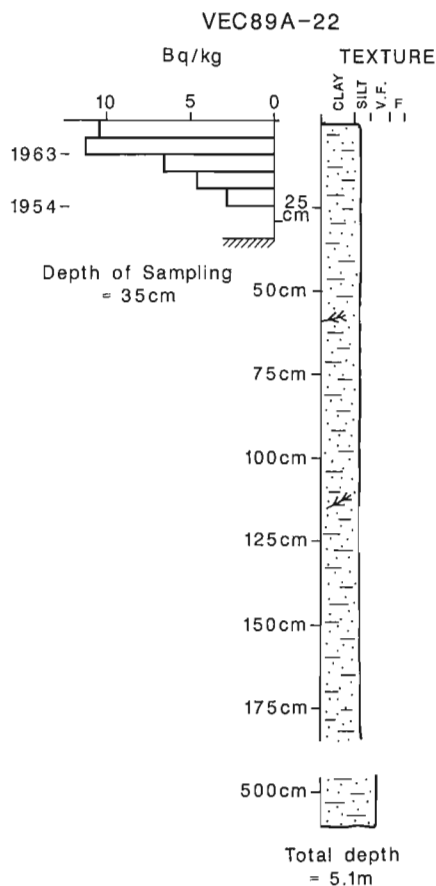 VEC89A-22
Bq/kg
TEXTURE
CLAY
SILT
V.F.
F
10 5 0
1963-
1954-
25
cm
Depth of Sampling
= 35cm
50cm
75cm
100cm
125cm
150cm
175cm
500cm
Total depth
= 5.1m